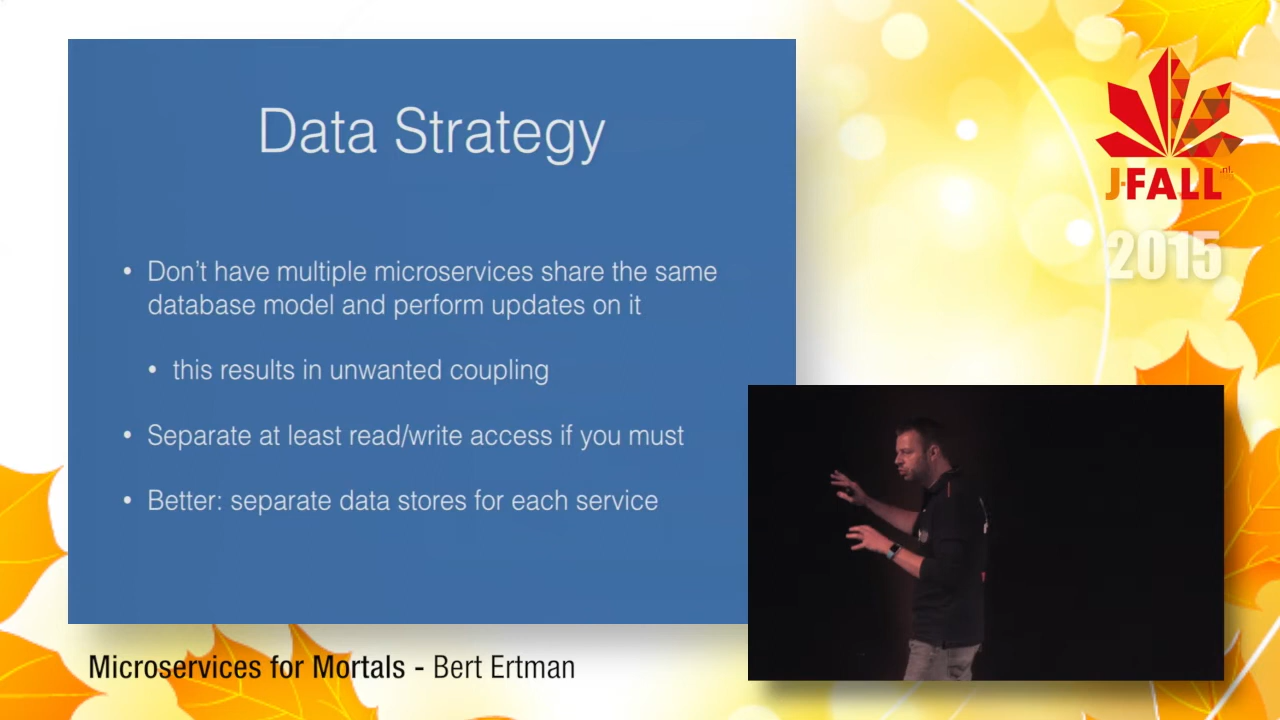 Data Strategy
• Don't have multiple microservices share the same
database model and perform updates on it
• this results in unwanted coupling
• Separate at least read/write access if you must
• Better: separate data stores for each service
J-FALL.nl
2015
Microservices for Mortals - Bert Ertman